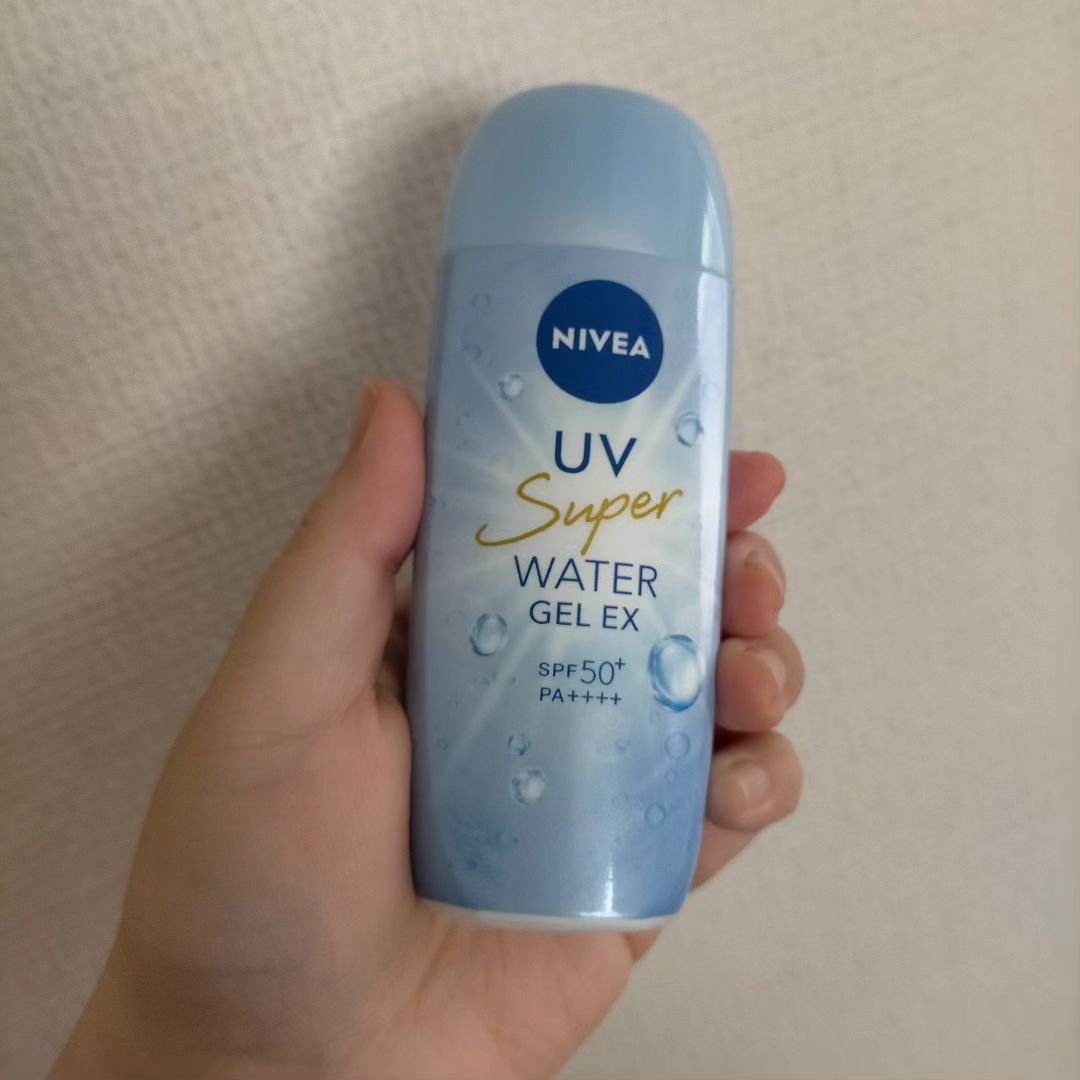 NIVEA
UV
Super
WATER
GEL EX
SPF50+
PA++++